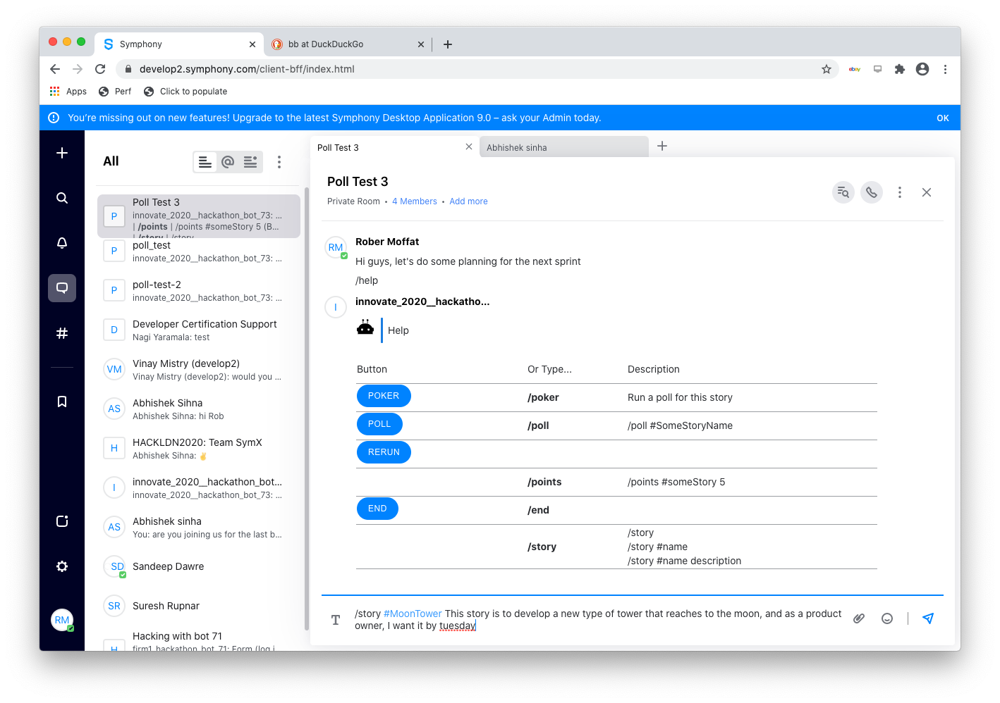 Symphony
bb at DuckDuckGo
develop2.symphony.com/client-bff/index.html
ebay
Apps
Perf
Click to populate
You're missing out on new features! Upgrade to the latest Symphony Desktop Application 9.0 – ask your Admin today.
OK
All
Poll Test 3
innovate_2020__hackathon_bot_73: ...
| /points | /points #someStory 5 (B...
| /story | /story
P
poll_test
innovate_2020__hackathon_bot_73: ...
P
poll-test-2
innovate_2020__hackathon_bot_73: ...
P
Developer Certification Support
Nagi Yaramala: test
D
Vinay Mistry (develop2)
Vinay Mistry (develop2): would you ...
VM
Abhishek Sihna
Abhishek Sihna: hi Rob
AS
HACKLDN2020: Team SymX
Abhishek Sihna: ✌
H
innovate_2020__hackathon_bot...
innovate_2020__hackathon_bot_73: ...
I
Abhishek sinha
You: are you joining us for the last b...
AS
Sandeep Dawre
SD
Suresh Rupnar
SR
Hacking with bot 71
firm1_hackathon_bot_71: Form (log i
H
RM
Poll Test 3
Abhishek sinha
Poll Test 3
Private Room • 4 Members • Add more
RM
Rober Moffat
Hi guys, let's do some planning for the next sprint
/help
I
innovate_2020__hackatho...
Help
Button Or Type... Description
POKER /poker Run a poll for this story
POLL /poll /poll #SomeStoryName
RERUN
/points /points #someStory 5
END /end
/story
/story
/story #name
/story #name description
/story #MoonTower This story is to develop a new type of tower that reaches to the moon, and as a product
owner, I want it by tuesday